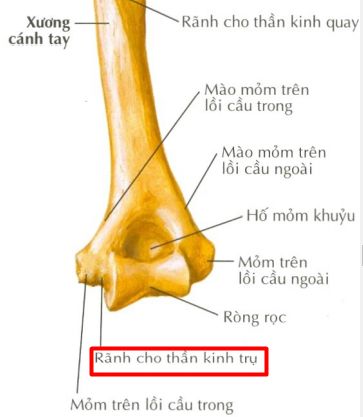 Rãnh cho thần kinh quay
Xương
cánh tay
Mào mỏm trên
lồi cầu trong
Mào mỏm trên
lồi cầu ngoài
Hố mỏm khuỷu
Mỏm trên
lồi cầu ngoài
Ròng rọc
Rãnh cho thần kinh trụ
Mỏm trên lồi cầu trong